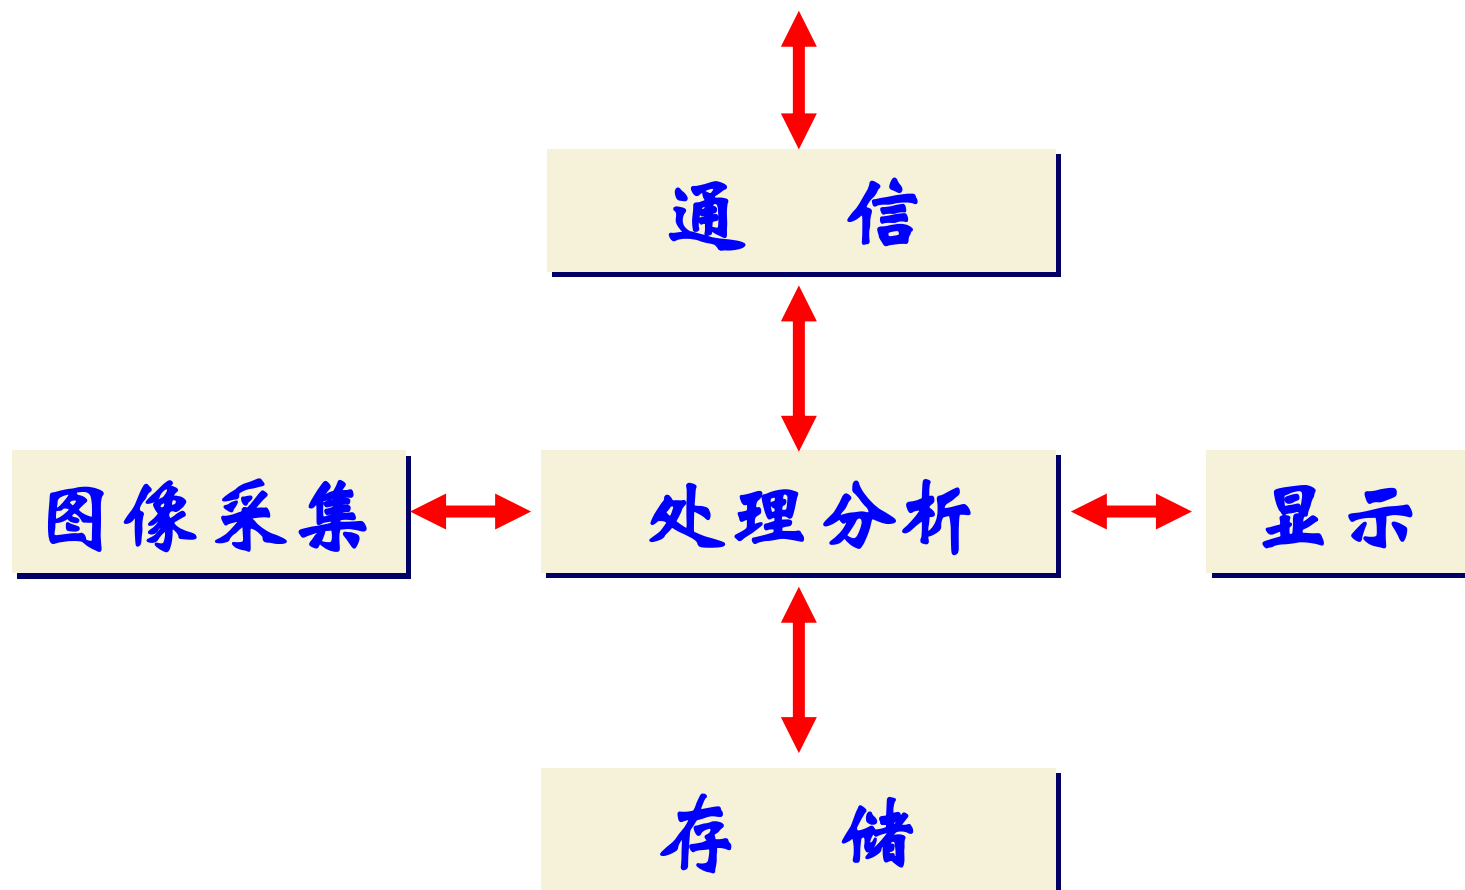 通 信
图像采集
处理分析
显示
存 储